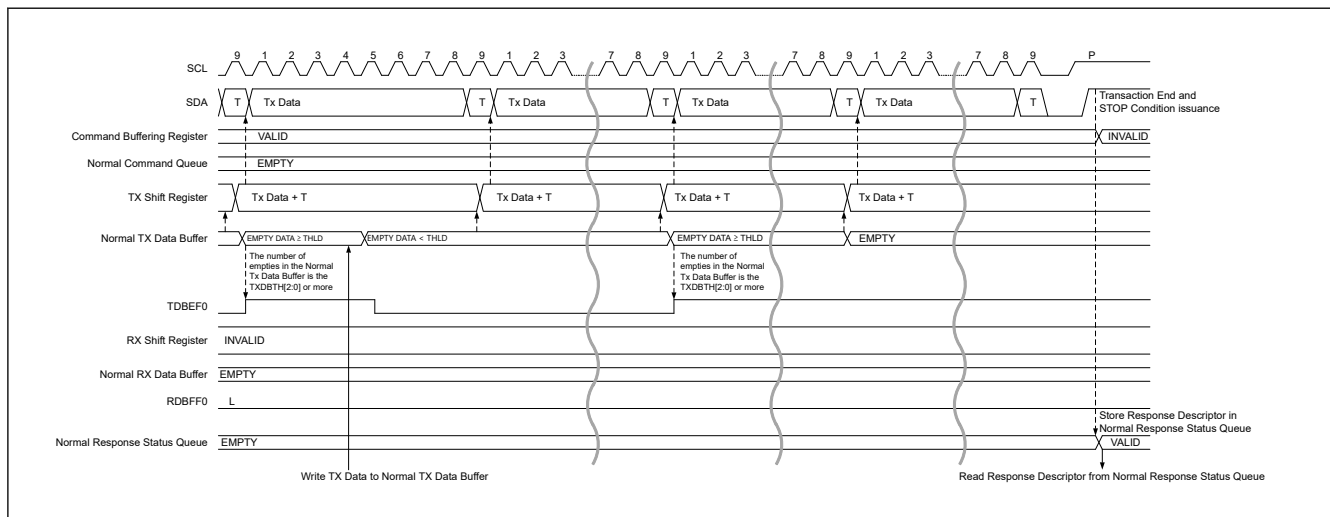 9 1 2 3 4 5 6 7 8 9 1 2 3 7 8 9 1 2 3 7 8 9 1 2 3 7 8 9 P
SCL
SDA T Tx Data T Tx Data T Tx Data T Tx Data T
Transaction End and
STOP Condition issuance
Command Buffering Register VALID INVALID
Normal Command Queue EMPTY
TX Shift Register Tx Data + T Tx Data + T Tx Data + T Tx Data + T
Normal TX Data Buffer EMPTY DATA ≥ THLD EMPTY DATA < THLD EMPTY DATA ≥ THLD EMPTY
The number of
empties in the Normal
Tx Data Buffer is the
TXDBTH[2:0] or more
The number of
empties in the Normal
Tx Data Buffer is the
TXDBTH[2:0] or more
TDBEF0
RX Shift Register INVALID
Normal RX Data Buffer EMPTY
RDBFF0 L
Store Response Descriptor in
Normal Response Status Queue
Normal Response Status Queue EMPTY VALID
Write TX Data to Normal TX Data Buffer
Read Response Descriptor from Normal Response Status Queue